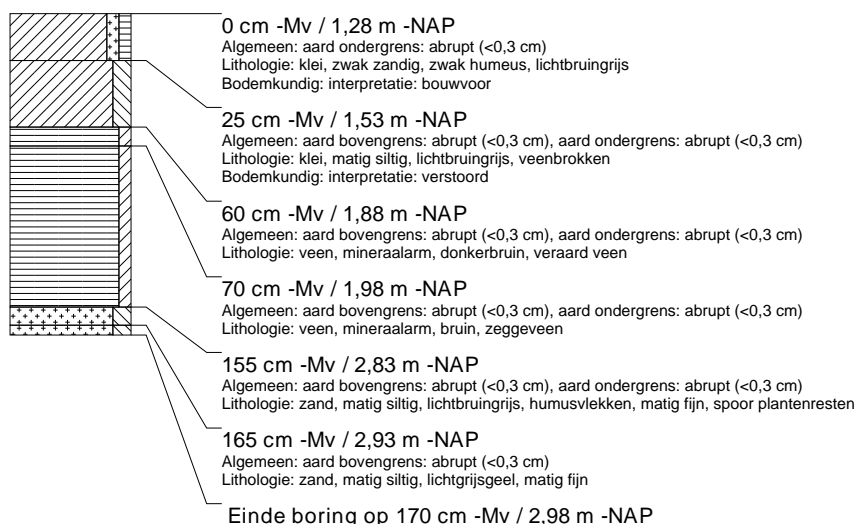 0 cm -Mv / 1,28 m -NAP
Algemeen: aard ondergrens: abrupt (<0,3 cm)
Lithologie: klei, zwak zandig, zwak humeus, lichtbruingrijs
Bodemkundig: interpretatie: bouwvoor
25 cm -Mv / 1,53 m -NAP
Algemeen: aard bovengrens: abrupt (<0,3 cm), aard ondergrens: abrupt (<0,3 cm)
Lithologie: klei, matig siltig, lichtbruingrijs, veenbrokken
Bodemkundig: interpretatie: verstoord
60 cm -Mv / 1,88 m -NAP
Algemeen: aard bovengrens: abrupt (<0,3 cm), aard ondergrens: abrupt (<0,3 cm)
Lithologie: veen, mineraalarm, donkerbruin, veraard veen
70 cm -Mv / 1,98 m -NAP
Algemeen: aard bovengrens: abrupt (<0,3 cm), aard ondergrens: abrupt (<0,3 cm)
Lithologie: veen, mineraalarm, bruin, zeggeveen
155 cm -Mv / 2,83 m -NAP
Algemeen: aard bovengrens: abrupt (<0,3 cm), aard ondergrens: abrupt (<0,3 cm)
Lithologie: zand, matig siltig, lichtbruingrijs, humusvlekken, matig fijn, spoor plantenresten
165 cm -Mv / 2,93 m -NAP
Algemeen: aard bovengrens: abrupt (<0,3 cm)
Lithologie: zand, matig siltig, lichtgrijsgeel, matig fijn
Einde boring op 170 cm -Mv / 2,98 m -NAP